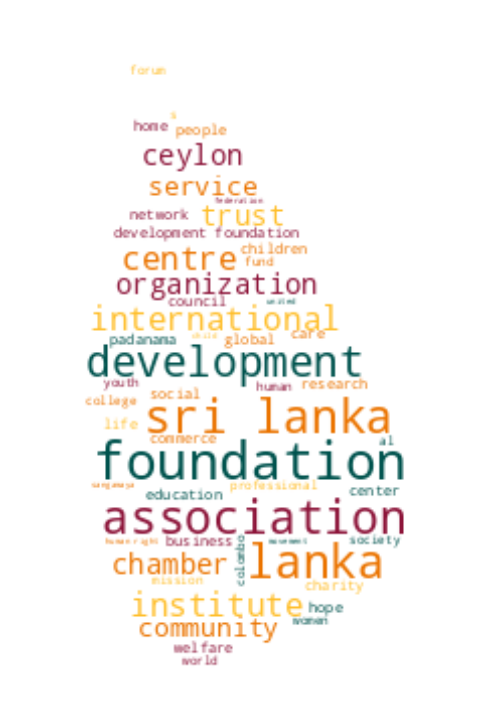 forum
s
home people
ceylon
service
federation
network trust
development foundation
centre children
fund
organization
council united
international
padanama child global care
development
youth human research
college social
sri lanka
life commerce
al
foundation
sangamaya professional
education center
association
human right business movement society
colombo
chamber lanka
mission charity
institute hope
community women
welfare
world